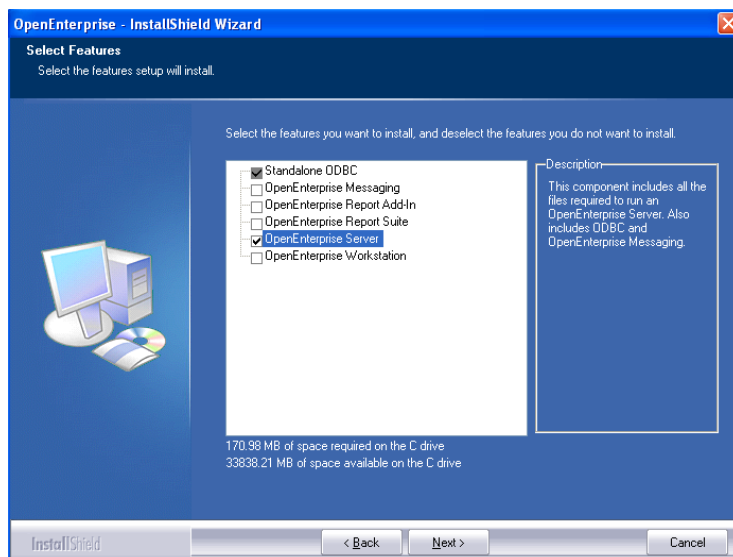 OpenEnterprise - InstallShield Wizard
Select Features
Select the features setup will install.
Select the features you want to install, and deselect the features you do not want to install.
Standalone ODBC
OpenEnterprise Messaging
OpenEnterprise Report Add-In
OpenEnterprise Report Suite
OpenEnterprise Server
OpenEnterprise Workstation
Description
This component includes all the
files required to run an
OpenEnterprise Server. Also
includes ODBC and
OpenEnterprise Messaging.
170.98 MB of space required on the C drive
33838.21 MB of space available on the C drive
InstallShield
< Back
Next >
Cancel